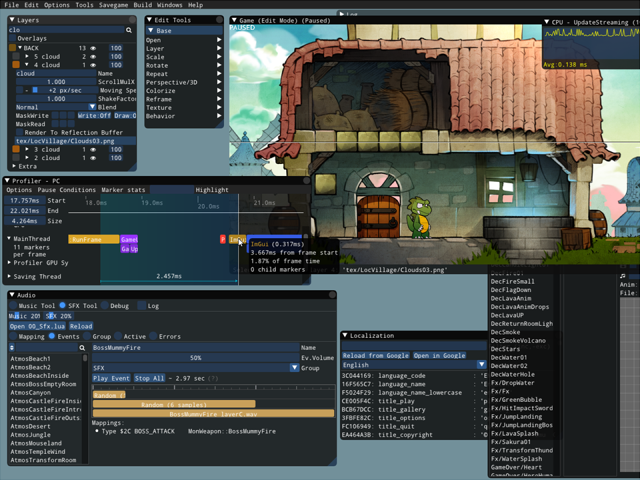 File Edit Options Tools Savegame Build Windows Help
Layers
clo
Overlays
BACK 13 100
5 cloud 2 100
4 cloud 1 100
cloud Name
1.000 ScrollMulX
- +2 px/sec Moving Spe
1.000 ShakeFactor
Normal Blend
MaskWrite Write Off Draw O
MaskRead
Render To Reflection Buffer
tex/LocVillage/Clouds03.png
3 cloud 1 100
2 cloud 1 100
Extra
Edit Tools
Base
Open
Layer
Scale
Rotate
Repeat
Perspective/3D
Colorize
Reframe
Texture
Behavior
Log
Game (Edit Mode) (Paused)
PAUSED
CPU - UpdateStreaming
Avg:0.138 ms
'tex/LocVillage/Clouds03.png'
Profiler - PC
Options Pause Conditions Marker stats Highlight
17.757ms Start
22.021ms End
4.264ms Size
18.0ms 19.0ms 20.0ms 21.0ms
MainThread
11 markers
per frame
RunFrame Game Ga Up P ImGu
Profiler GPU Sy
Saving Thread
2.457ms
ImGui (0.317ms)
3.667ms from frame start
1.87% of frame time
0 child markers
Audio
Music Tool SFX Tool Debug Log
Music 20% SFX 20%
Open 00_Sfx.lua Reload
Mapping Events Group Active Errors
AtmosBeach1
AtmosBeach2
AtmosBeachInside
AtmosBossEmptyRoom
AtmosCanyon
AtmosCastleFireIntr
AtmosCastleFireInsi
AtmosCastleFireOuts
AtmosDesert
AtmosJungle
AtmosMouseland
AtmosTempleWind
AtmosTransformRoom
BossMummyFire Name
50% Ev.Volume
SFX Group
Play Event Stop All ~ 2.97 sec (?)
Random (
Random (6 samples)
BossMummyFire_layerC.wav
Mappings:
Type $2C BOSS_ATTACK MonWeapon::BossMummyFire
Localization
Reload from Google Open in Google
English
3C044169: language_code
16F565C7: language_name
F5024F29: language_name_lowercase
CE005F4C: title_play
BCB67DCC: title_gallery
3F8FE82C: title_options
FC106949: title_quit
EA464A3B: title_copyright
DecFireSmall
DecFlagDown
DecLavaAnim
DecLavaAnimDrops
DecLavaUP
DecReturnRoomLigh
DecSmoke
DecSmokeVolcano
DecStars
DecWater01
DecWater02
DecWaterHole
Fx/DropWater
Fx/Fx
Fx/GreenBubble
Fx/HitImpactSword
Fx/JumpLanding
Fx/JumpLandingBos
Fx/LavaSplash
Fx/Sakura01
Fx/TransformThund
Fx/WaterSplash
GameOver/Heart
Anim:
File: